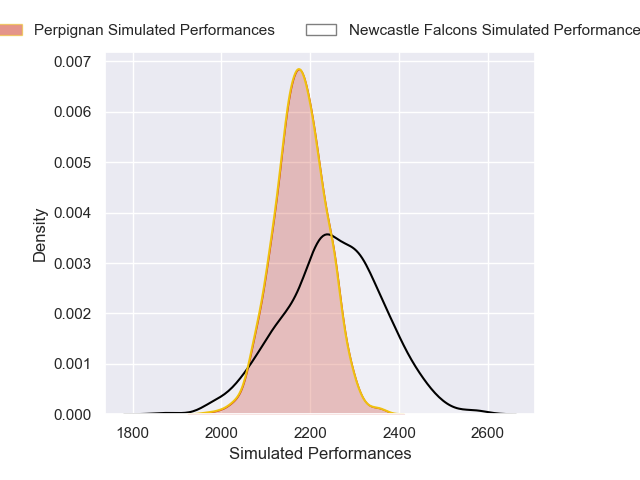 Perpignan Simulated Performances
Newcastle Falcons Simulated Performance
0.007
0.006
0.005
0.004
0.003
0.002
0.001
0.000
Density
1800 2000 2200 2400 2600
Simulated Performances